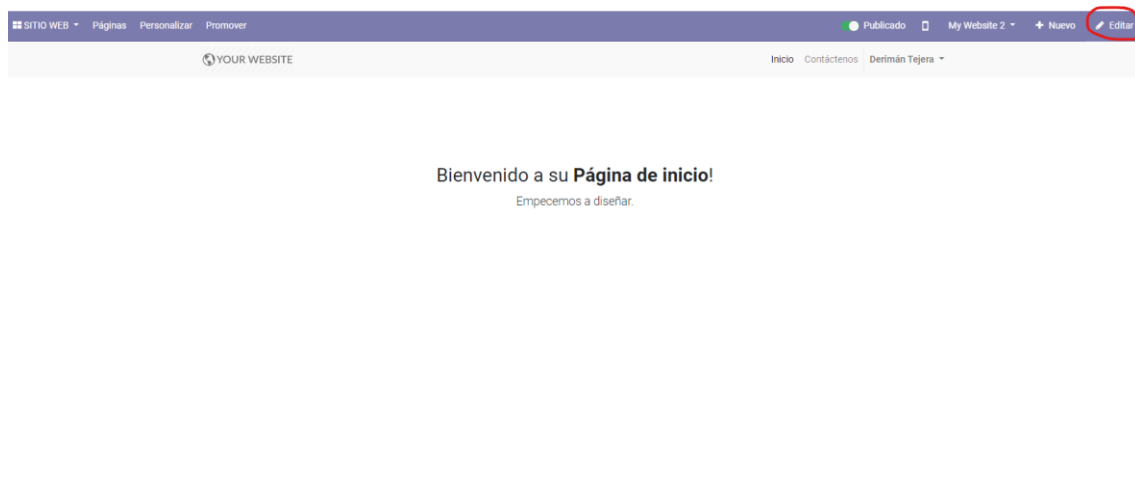 SITIO WEB Páginas Personalizar Promover Publicado My Website 2 + Nuevo Editar
YOUR WEBSITE Inicio Contáctenos Derimán Tejera
Bienvenido a su Página de inicio!
Empecemos a diseñar.